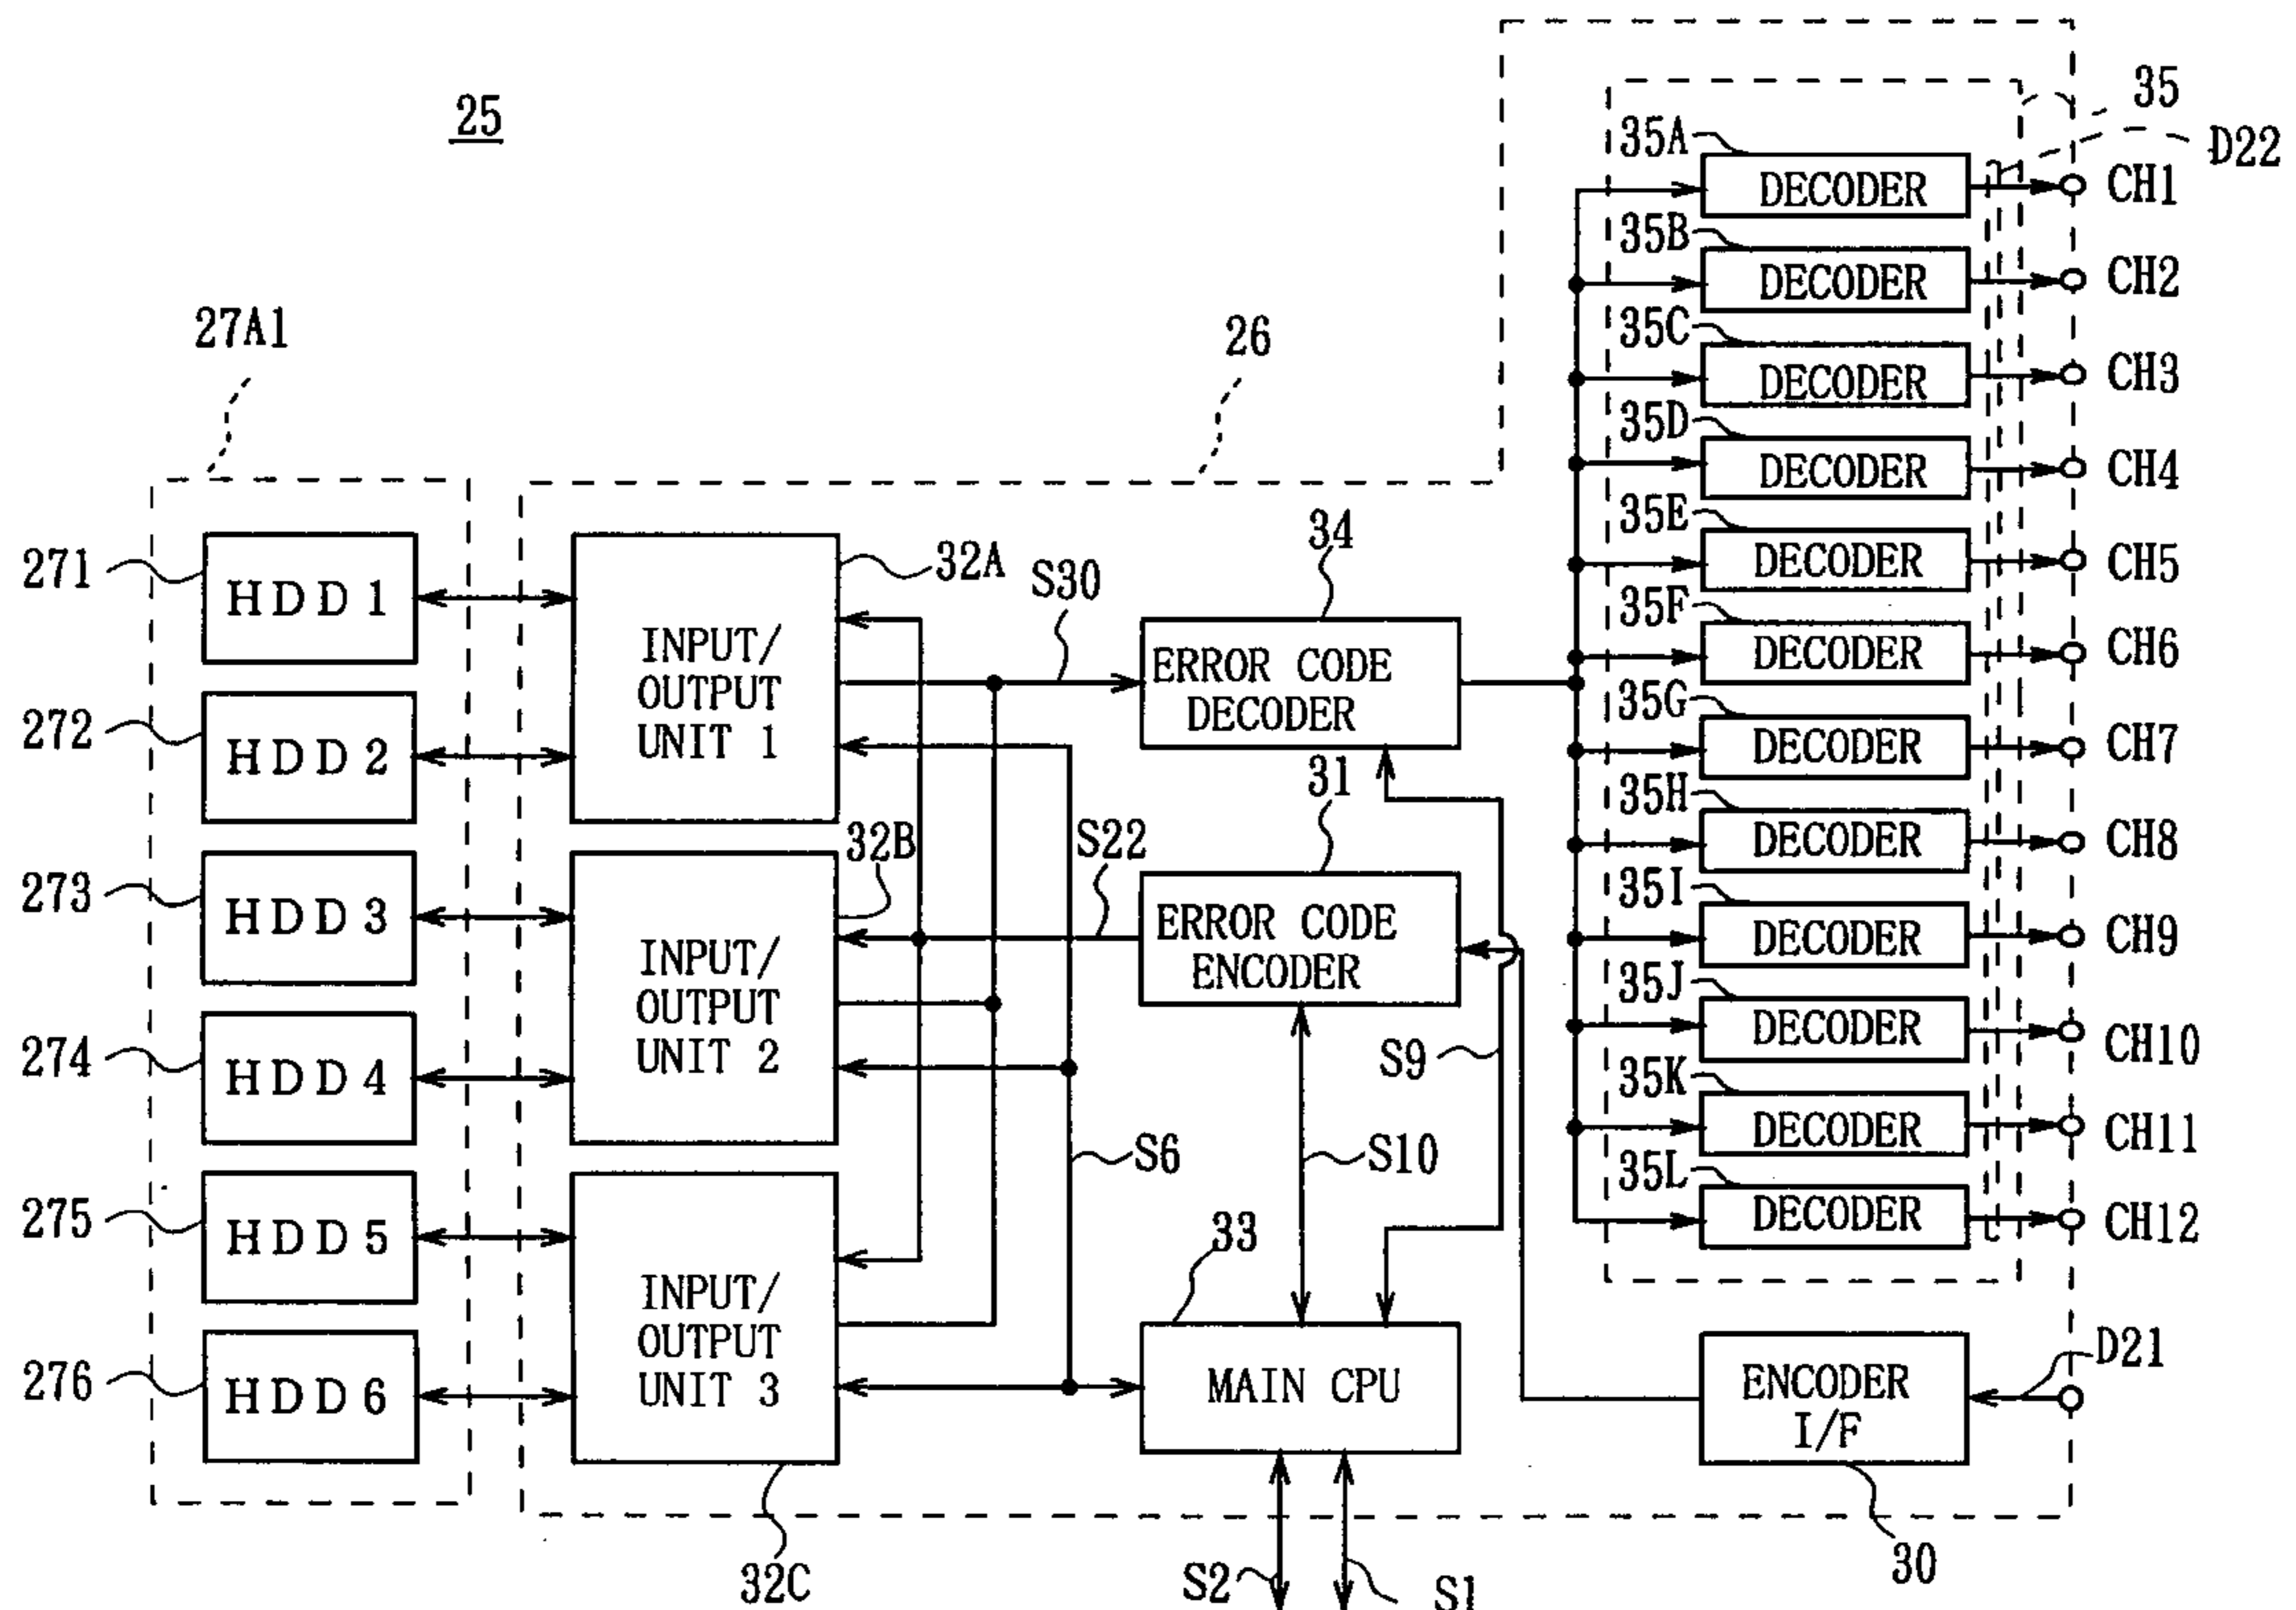 25
35
D22
35A
DECODER
CH1
35B
DECODER
CH2
35C
DECODER
CH3
35D
DECODER
CH4
35E
DECODER
CH5
35F
DECODER
CH6
35G
DECODER
CH7
35H
DECODER
CH8
35I
DECODER
CH9
35J
DECODER
CH10
35K
DECODER
CH11
35L
DECODER
CH12
27A1
26
271
HDD1
272
HDD2
273
HDD3
274
HDD4
275
HDD5
276
HDD6
32A
INPUT/
OUTPUT
UNIT 1
32B
INPUT/
OUTPUT
UNIT 2
INPUT/
OUTPUT
UNIT 3
32C
S30
34
ERROR CODE
DECODER
S22
31
ERROR CODE
ENCODER
S6
S10
S9
33
MAIN CPU
S2
S1
D21
ENCODER
I/F
30